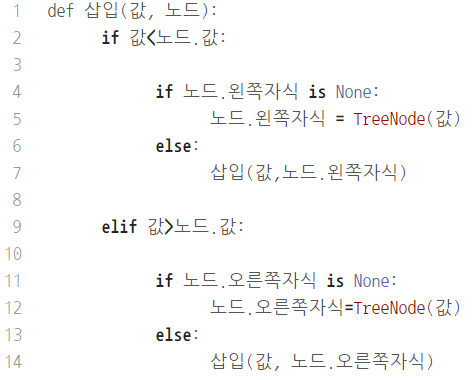 1 def 삽입(값, 노드):
2 if 값<노드.값:
3
4 if 노드.왼쪽자식 is None:
5 노드.왼쪽자식 = TreeNode(값)
6 else:
7 삽입(값,노드.왼쪽자식)
8
9 elif 값>노드.값:
10
11 if 노드.오른쪽자식 is None:
12 노드.오른쪽자식=TreeNode(값)
13 else:
14 삽입(값, 노드.오른쪽자식)